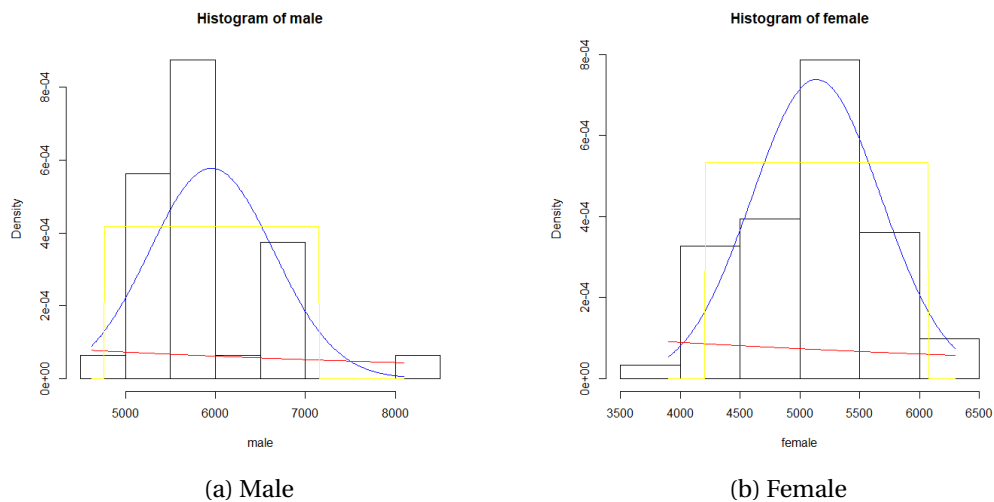 Histogram of male
Density
0e+00 2e-04 4e-04 6e-04 8e-04
5000 6000 7000 8000
male
(a) Male
Histogram of female
Density
0e+00 2e-04 4e-04 6e-04 8e-04
3500 4000 4500 5000 5500 6000 6500
female
(b) Female